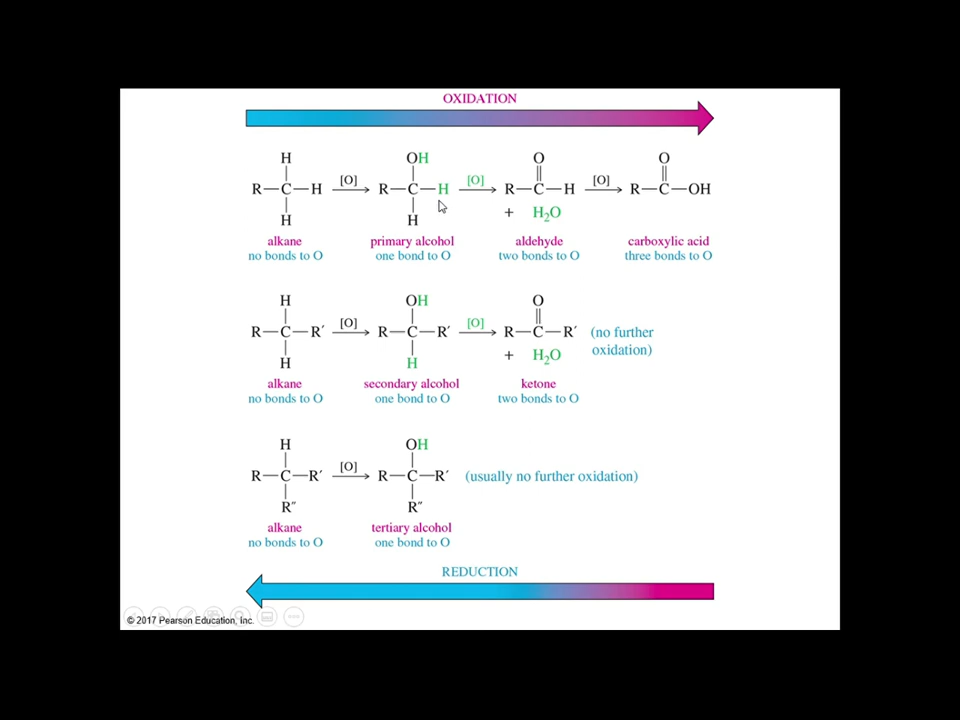 OXIDATION
H OH O O
R—C—H [O] R—C—H [O] R—C—H [O] R—C—OH
H H + H₂O
alkane primary alcohol aldehyde carboxylic acid
no bonds to O one bond to O two bonds to O three bonds to O
H OH O
R—C—R′ [O] R—C—R′ [O] R—C—R′ (no further
oxidation)
H H + H₂O
alkane secondary alcohol ketone
no bonds to O one bond to O two bonds to O
H OH
R—C—R′ [O] R—C—R′ (usually no further oxidation)
R″ R″
alkane tertiary alcohol
no bonds to O one bond to O
REDUCTION
© 2017 Pearson Education, Inc.